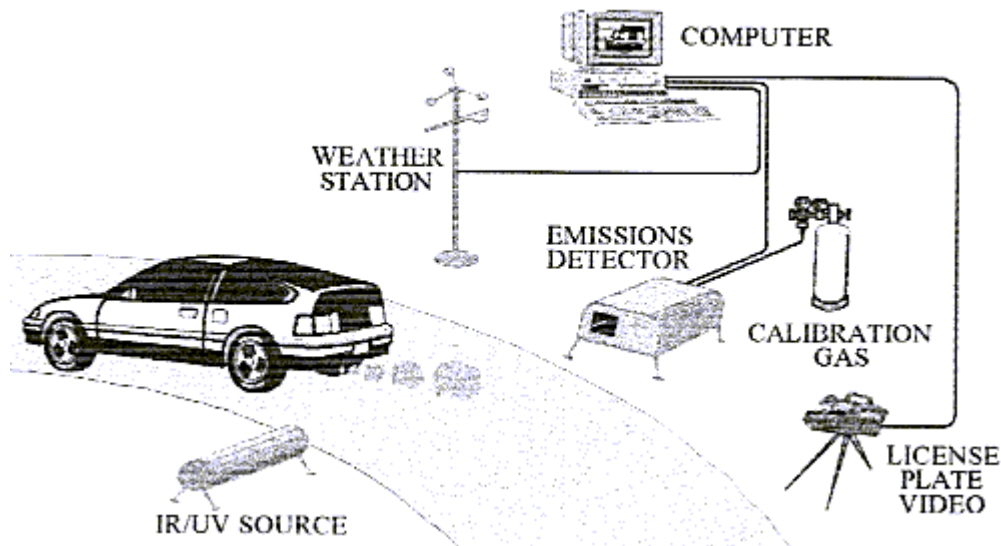 COMPUTER
WEATHER
STATION
EMISSIONS
DETECTOR
CALIBRATION
GAS
LICENSE
PLATE
VIDEO
IR/UV SOURCE